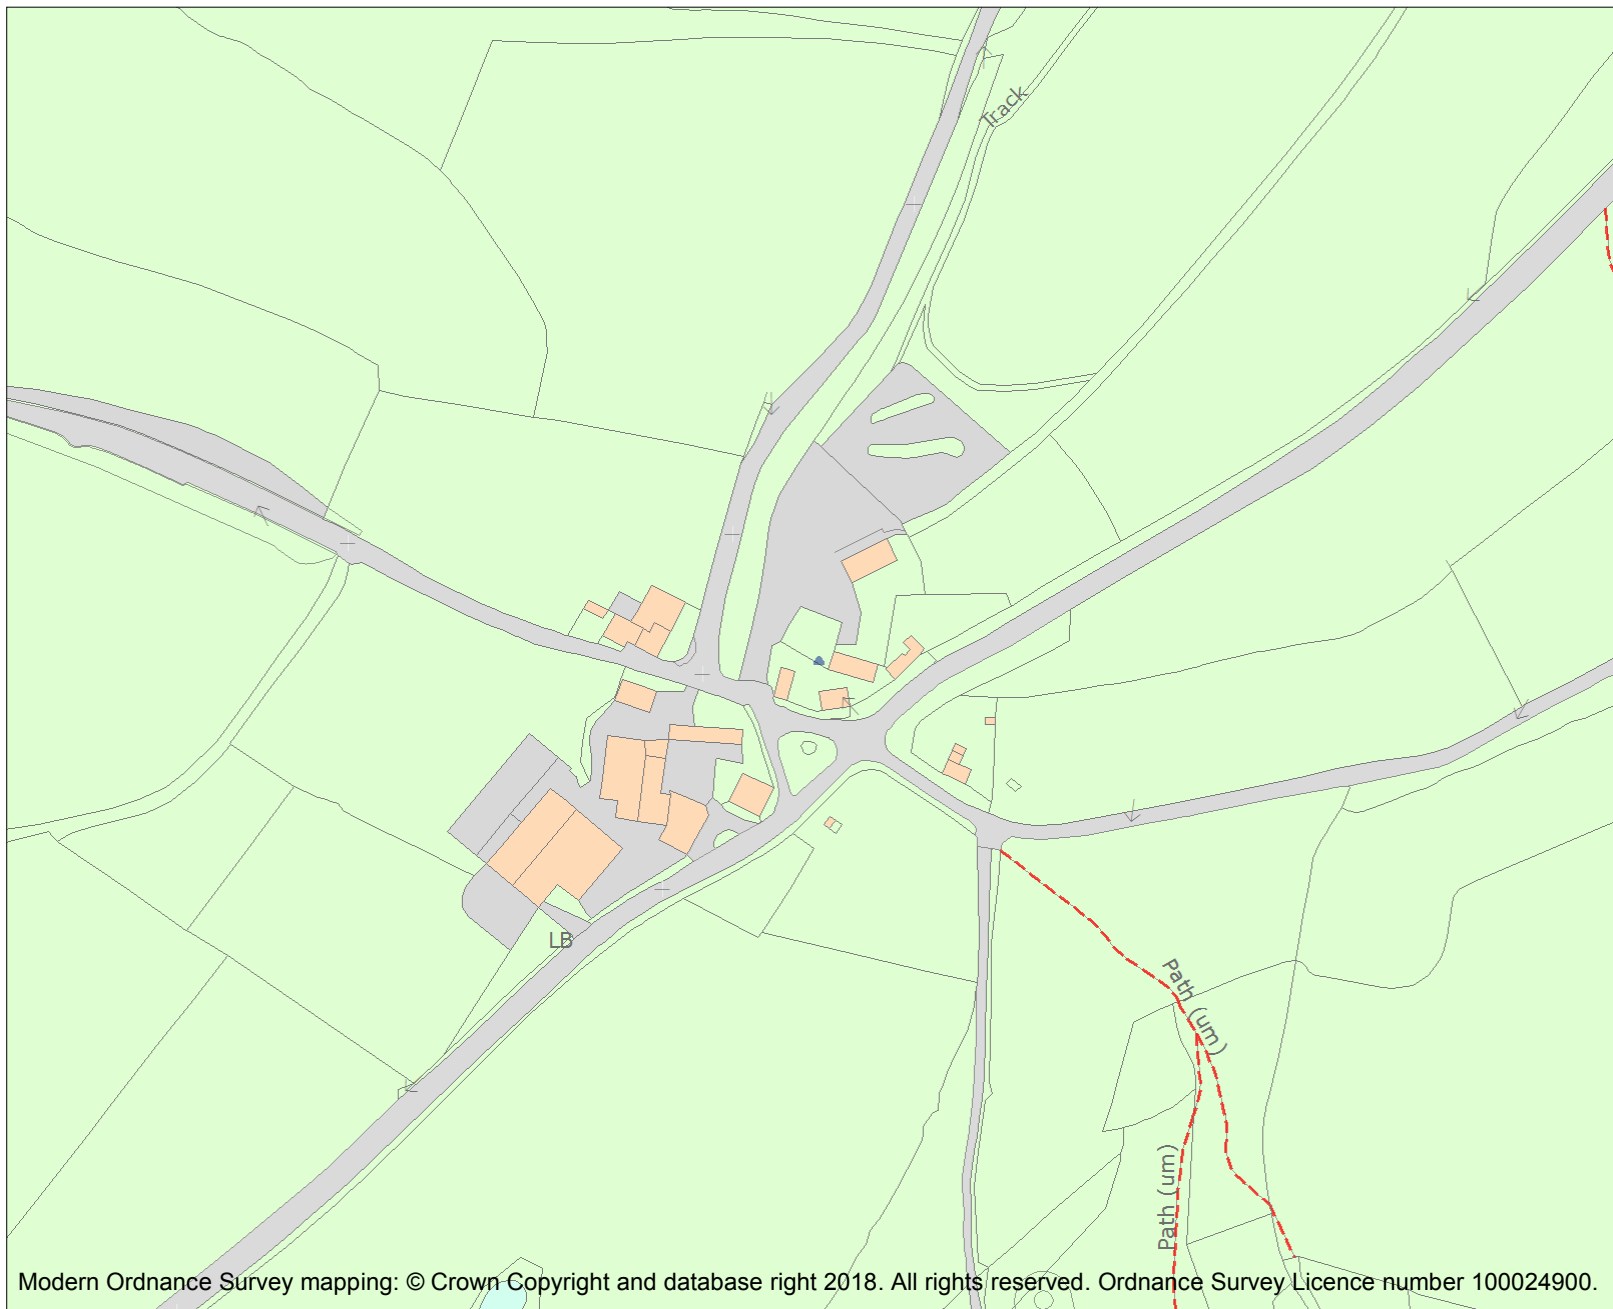 Track
LB
Path (um)
Path (um)
Modern Ordnance Survey mapping: © Crown Copyright and database right 2018. All rights reserved. Ordnance Survey Licence number 100024900.